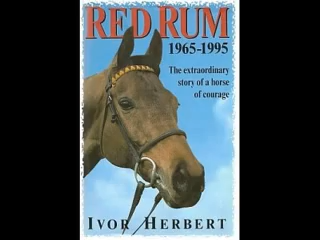 RED RUM
1965-1995
The extraordinary
story of a horse
of courage
IVOR HERBERT